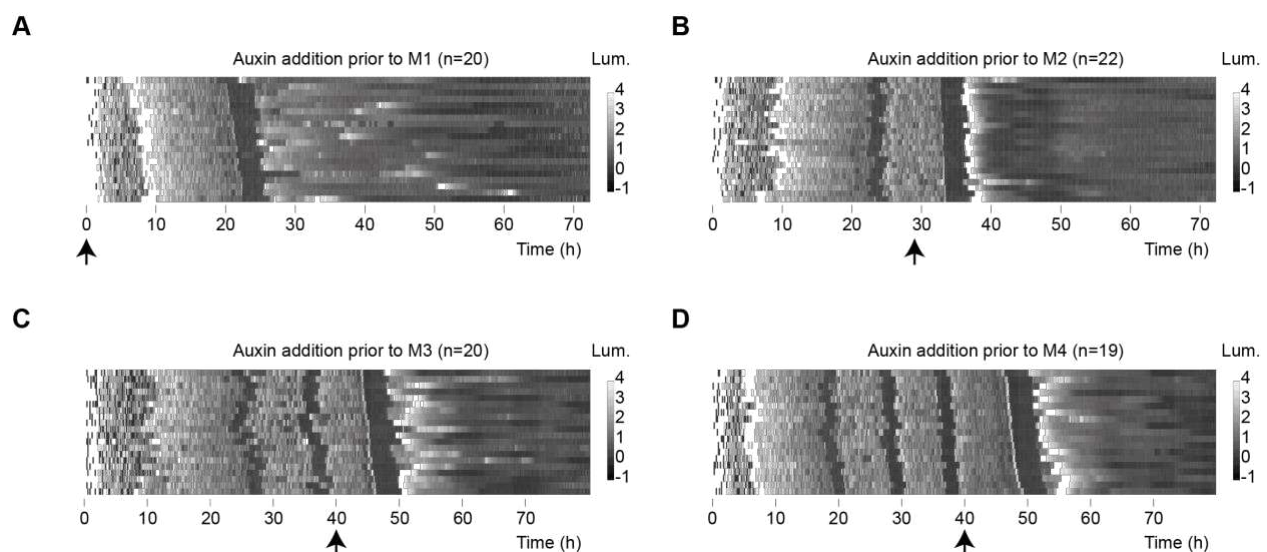 A
Auxin addition prior to M1 (n=20)
Lum.
4
3
2
1
0
-1
0 10 20 30 40 50 60 70
Time (h)
B
Auxin addition prior to M2 (n=22)
Lum.
4
3
2
1
0
-1
0 10 20 30 40 50 60 70
Time (h)
C
Auxin addition prior to M3 (n=20)
Lum.
4
3
2
1
0
-1
0 10 20 30 40 50 60 70
Time (h)
D
Auxin addition prior to M4 (n=19)
Lum.
4
3
2
1
0
-1
0 10 20 30 40 50 60 70
Time (h)